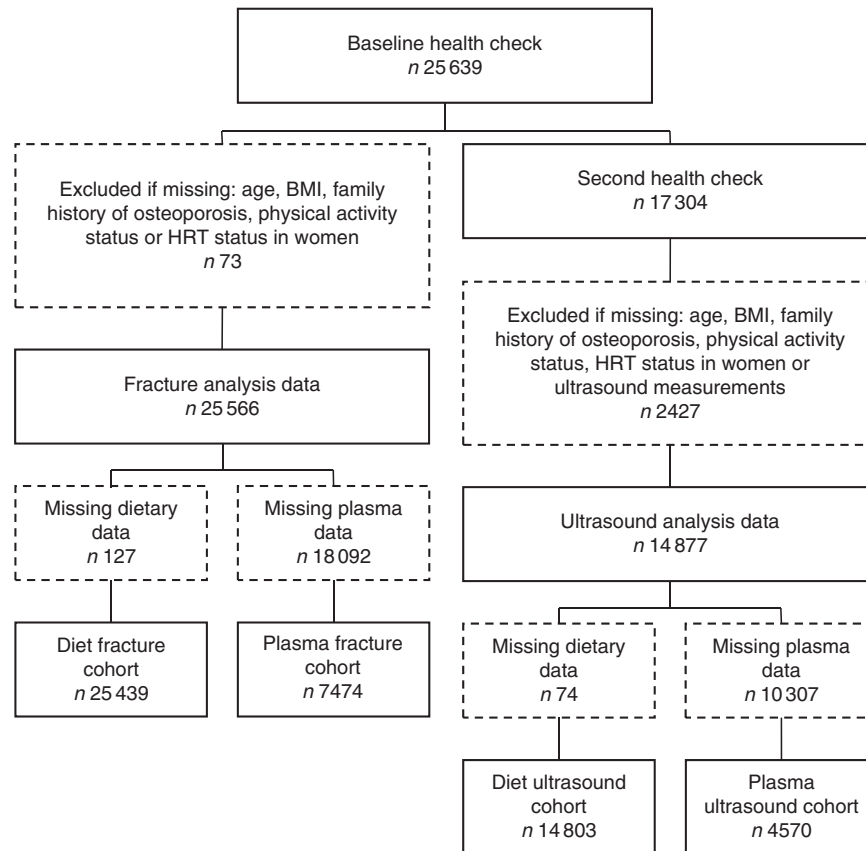 Baseline health check
n 25 639
Excluded if missing: age, BMI, family
history of osteoporosis, physical activity
status or HRT status in women
n 73
Second health check
n 17 304
Fracture analysis data
n 25 566
Excluded if missing: age, BMI, family
history of osteoporosis, physical activity
status, HRT status in women or
ultrasound measurements
n 2427
Missing dietary
data
n 127
Missing plasma
data
n 18 092
Ultrasound analysis data
n 14 877
Diet fracture
cohort
n 25 439
Plasma fracture
cohort
n 7474
Missing dietary
data
n 74
Missing plasma
data
n 10 307
Diet ultrasound
cohort
n 14 803
Plasma
ultrasound cohort
n 4570